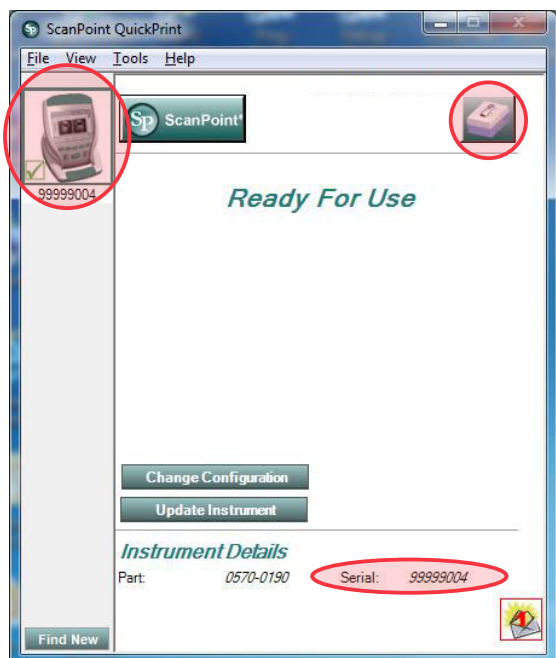 ScanPoint QuickPrint
File View Tools Help
Sp ScanPoint®
99999004
Ready For Use
Change Configuration
Update Instrument
Instrument Details
Part: 0570-0190 Serial: 99999004
Find New